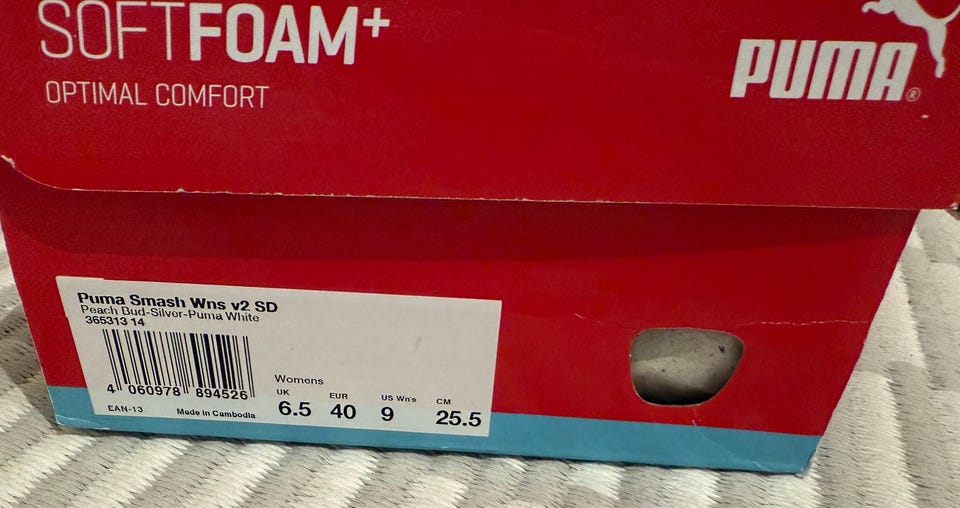 SOFTFOAM+
OPTIMAL COMFORT
PUMA®
Puma Smash Wns v2 SD
Peach Bud-Silver-Puma White
365313 14
4 060978 894526
EAN-13 Made in Cambodia
Womens
UK EUR US Wn's CM
6.5 40 9 25.5